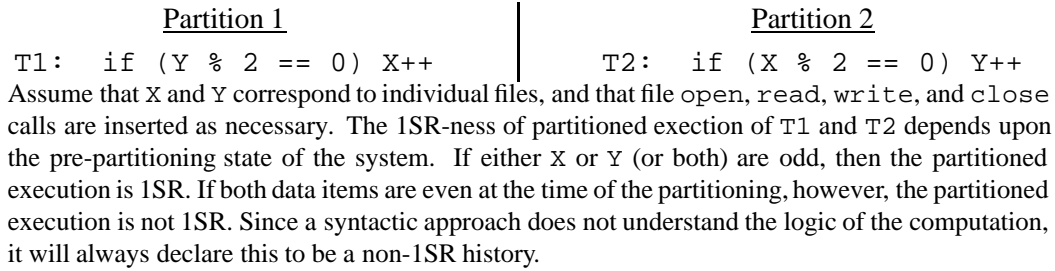 Partition 1 Partition 2
T1: if (Y % 2 == 0) X++ T2: if (X % 2 == 0) Y++
Assume that X and Y correspond to individual files, and that file open, read, write, and close
calls are inserted as necessary. The 1SR-ness of partitioned exection of T1 and T2 depends upon
the pre-partitioning state of the system. If either X or Y (or both) are odd, then the partitioned
execution is 1SR. If both data items are even at the time of the partitioning, however, the partitioned
execution is not 1SR. Since a syntactic approach does not understand the logic of the computation,
it will always declare this to be a non-1SR history.